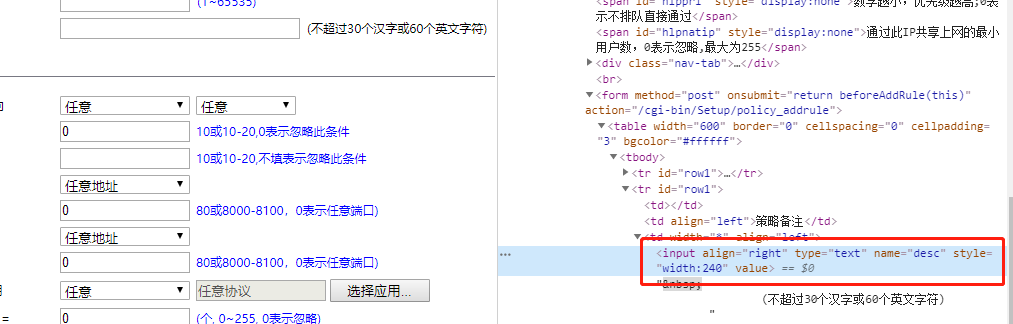 (1~65535)
(不超过30个汉字或60个英文字符)
任意 任意
0 10或10-20,0表示忽略此条件
10或10-20,不填表示忽略此条件
任意地址
0 80或8000-8100，0表示任意端口)
任意地址
0 80或8000-8100，0表示任意端口)
任意 任意协议 选择应用...
= 0 (个, 0~255, 0表示忽略)
<span id="hlppri" style="display:none">数字越小，优先级越高;0表
示不排队直接通过</span>
<span id="hlpnatip" style="display:none">通过此IP共享上网的最小
用户数，0表示忽略,最大为255</span>
<div class="nav-tab">…</div>
<br>
<form method="post" onsubmit="return beforeAddRule(this)"
action="/cgi-bin/Setup/policy_addrule">
<table width="600" border="0" cellspacing="0" cellpadding=
"3" bgcolor="#ffffff">
<tbody>
<tr id="row1">…</tr>
<tr id="row1">
<td></td>
<td align="left">策略备注</td>
<td width="*" align="left">
<input align="right" type="text" name="desc" style=
"width:240" value> == $0
"&nbsp;
(不超过30个汉字或60个英文字符)
"